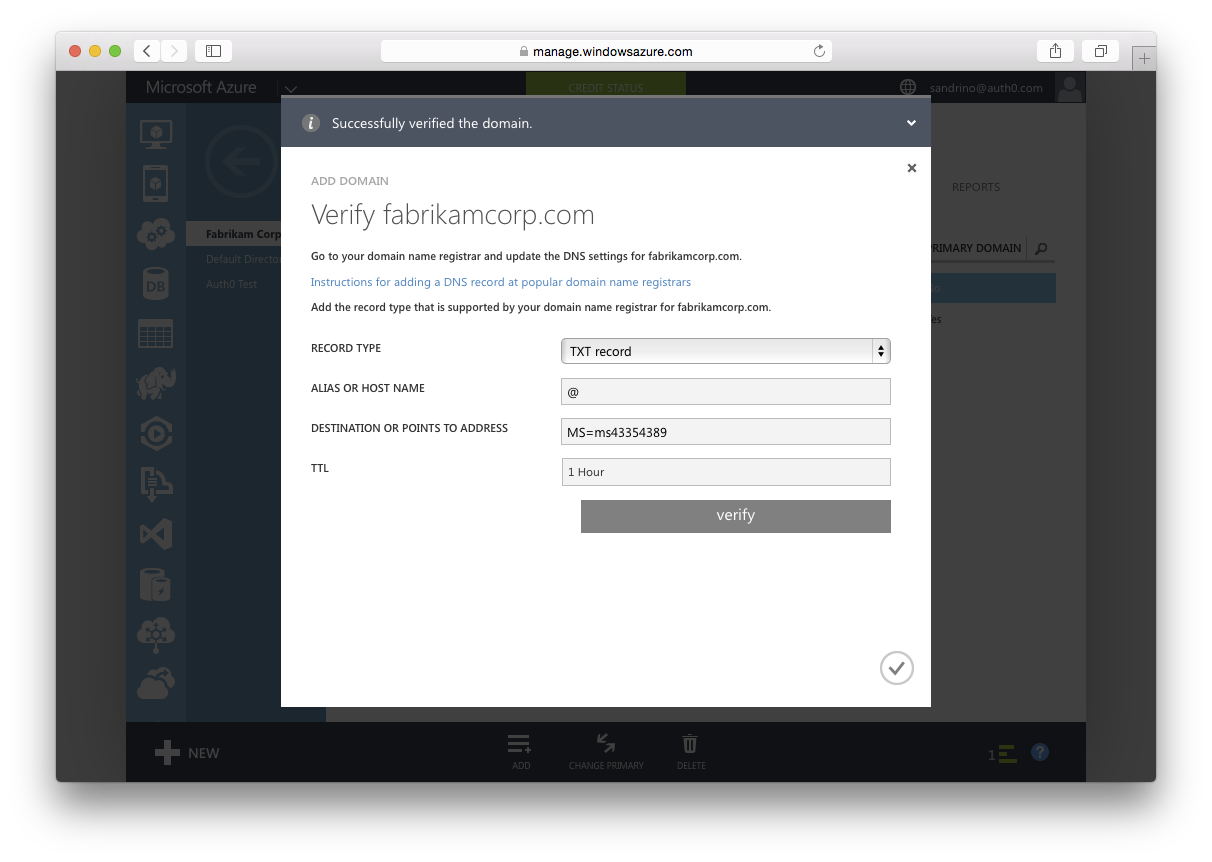 manage.windowsazure.com
Microsoft Azure
CREDIT STATUS
sandrino@auth0.com
Successfully verified the domain.
ADD DOMAIN
REPORTS
Verify fabrikamcorp.com
Fabrikam Corp
PRIMARY DOMAIN
Go to your domain name registrar and update the DNS settings for fabrikamcorp.com.
Default Directo
Instructions for adding a DNS record at popular domain name registrars
Auth0 Test
Add the record type that is supported by your domain name registrar for fabrikamcorp.com.
RECORD TYPE
TXT record
ALIAS OR HOST NAME
@
DESTINATION OR POINTS TO ADDRESS
MS=ms43354389
TTL
1 Hour
verify
DB
NEW
ADD
CHANGE PRIMARY
DELETE
1
?